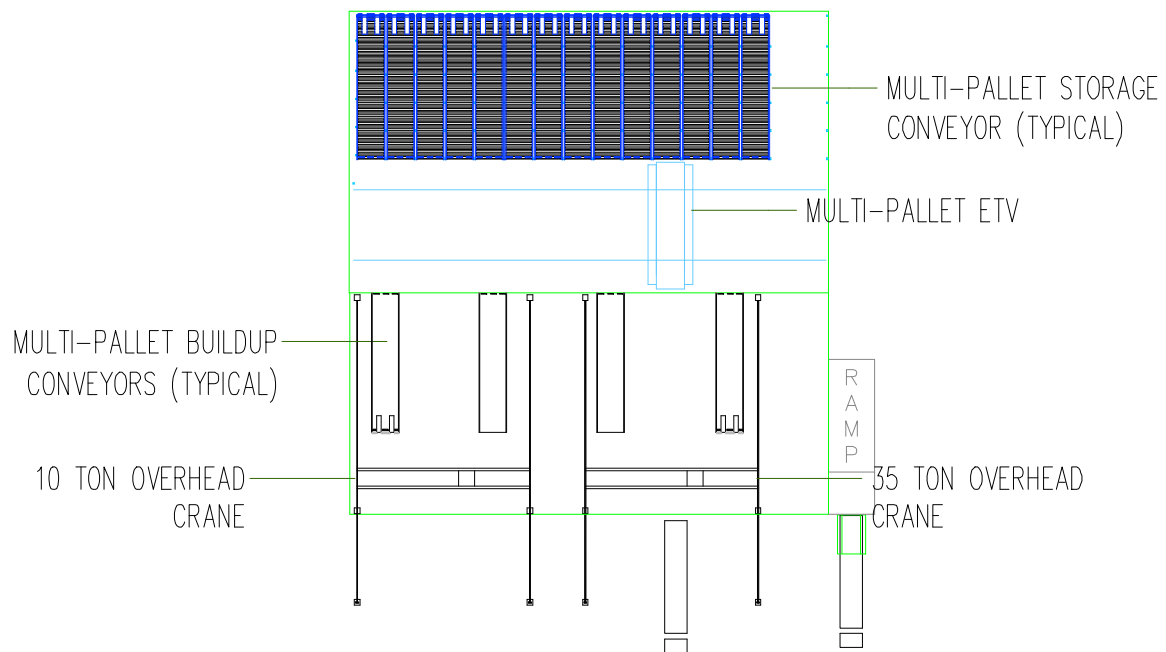 MULTI-PALLET STORAGE
CONVEYOR (TYPICAL)
MULTI-PALLET ETV
MULTI-PALLET BUILDUP
CONVEYORS (TYPICAL)
RAMP
10 TON OVERHEAD
CRANE
35 TON OVERHEAD
CRANE